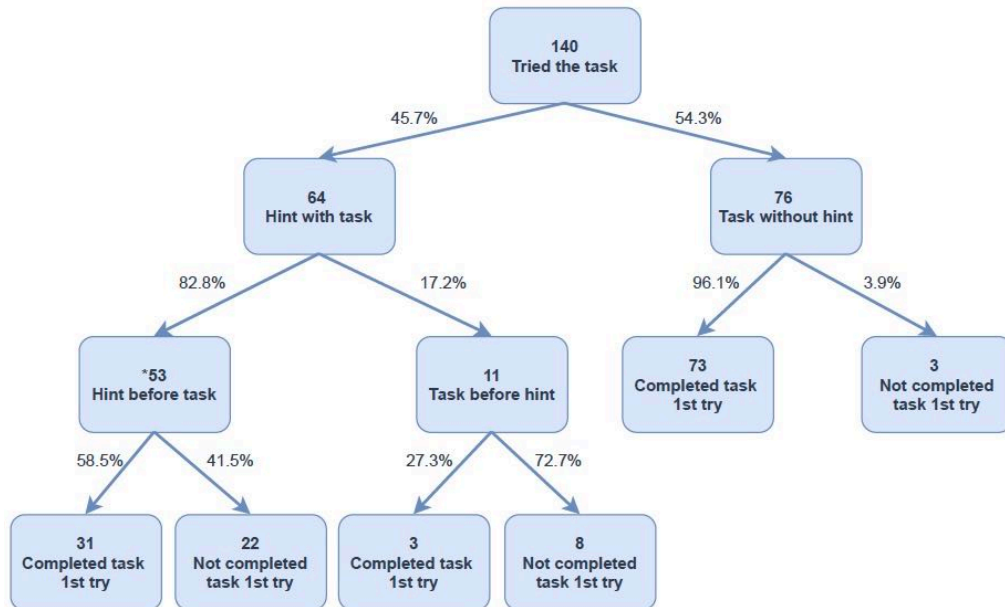 140
Tried the task
45.7%
54.3%
64
Hint with task
76
Task without hint
82.8%
17.2%
96.1%
3.9%
*53
Hint before task
11
Task before hint
73
Completed task
1st try
3
Not completed
task 1st try
58.5%
41.5%
27.3%
72.7%
31
Completed task
1st try
22
Not completed
task 1st try
3
Completed task
1st try
8
Not completed
task 1st try